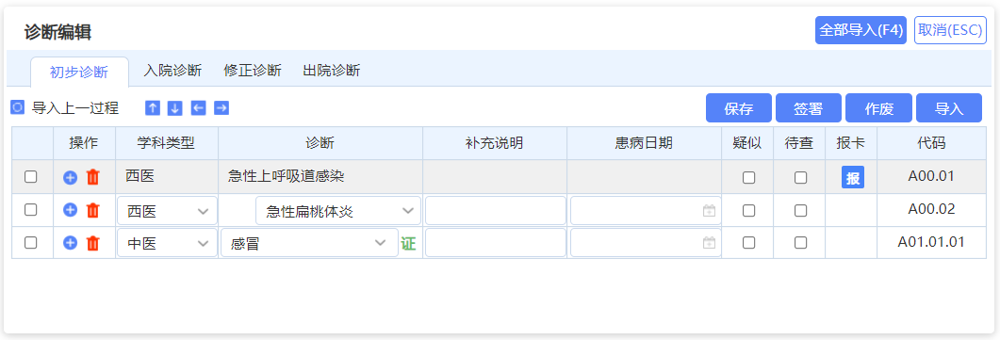 诊断编辑 全部导入(F4) 取消(ESC)
初步诊断 入院诊断 修正诊断 出院诊断
导入上一过程 保存 签署 作废 导入
操作 学科类型 诊断 补充说明 患病日期 疑似 待查 报卡 代码
西医 急性上呼吸道感染 报 A00.01
西医 急性扁桃体炎 A00.02
中医 感冒 证 A01.01.01